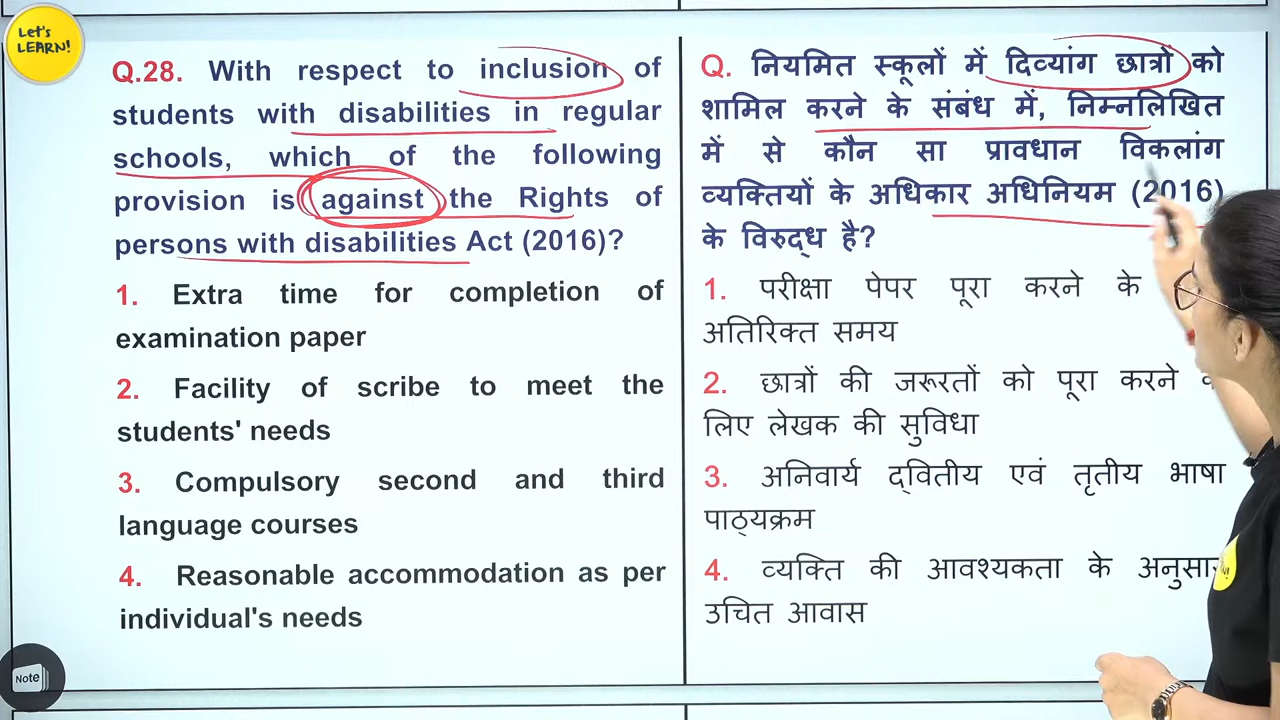 Let's
LEARN!
Q.28. With respect to inclusion of
students with disabilities in regular
schools, which of the following
provision is against the Rights of
persons with disabilities Act (2016)?
1. Extra time for completion of
examination paper
2. Facility of scribe to meet the
students' needs
3. Compulsory second and third
language courses
4. Reasonable accommodation as per
individual's needs
Q. नियमित स्कूलों में दिव्यांग छात्रों को
शामिल करने के संबंध में, निम्नलिखित
में से कौन सा प्रावधान विकलांग
व्यक्तियों के अधिकार अधिनियम (2016)
के विरुद्ध है?
1. परीक्षा पेपर पूरा करने के
अतिरिक्त समय
2. छात्रों की जरूरतों को पूरा करने
लिए लेखक की सुविधा
3. अनिवार्य द्वितीय एवं तृतीय भाषा
पाठ्यक्रम
4. व्यक्ति की आवश्यकता के अनुसार
उचित आवास
Note